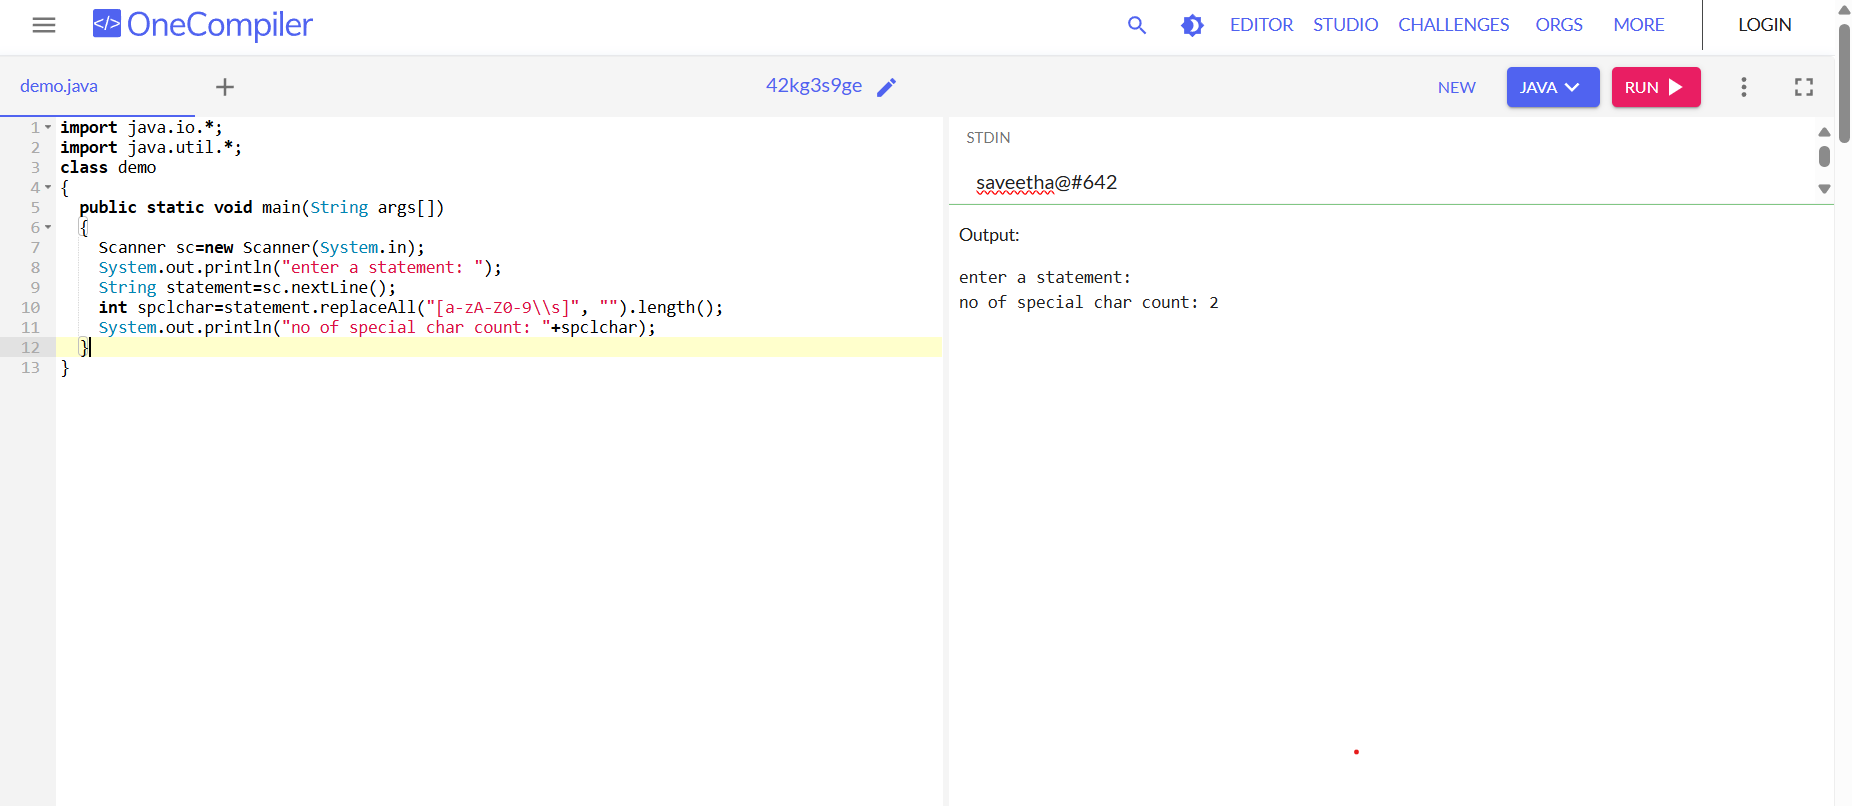 </> OneCompiler
EDITOR STUDIO CHALLENGES ORGS MORE LOGIN
demo.java + 42kg3s9ge NEW JAVA RUN
1 import java.io.*;
2 import java.util.*;
3 class demo
4 {
5 public static void main(String args[])
6 {
7 Scanner sc=new Scanner(System.in);
8 System.out.println("enter a statement: ");
9 String statement=sc.nextLine();
10 int spclchar=statement.replaceAll("[a-zA-Z0-9\\s]", "").length();
11 System.out.println("no of special char count: "+spclchar);
12 }
13 }
STDIN
saveetha@#642
Output:
enter a statement:
no of special char count: 2